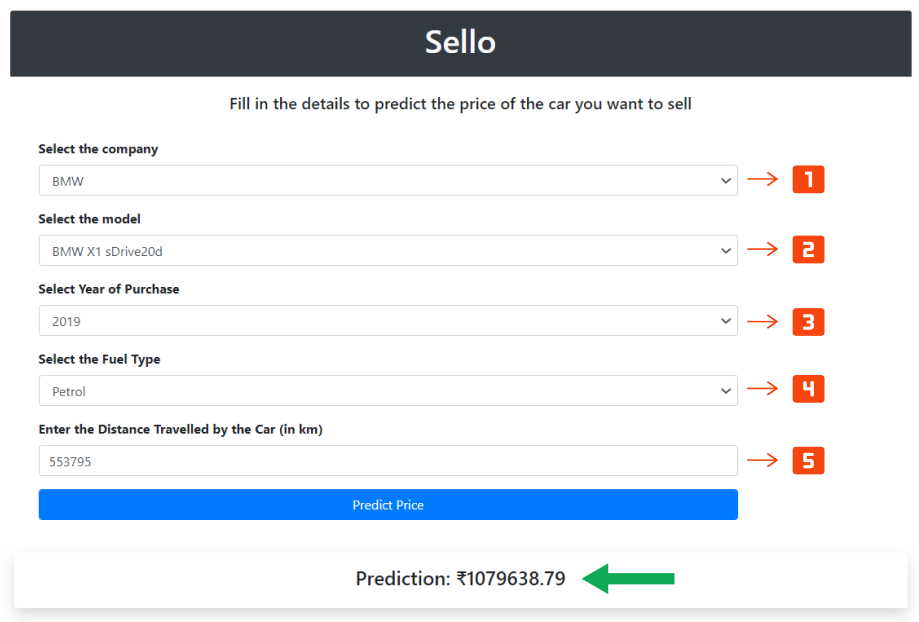 Sello
Fill in the details to predict the price of the car you want to sell
Select the company
BMW
1
Select the model
BMW X1 sDrive20d
2
Select Year of Purchase
2019
3
Select the Fuel Type
Petrol
4
Enter the Distance Travelled by the Car (in km)
553795
5
Predict Price
Prediction: ₹1079638.79